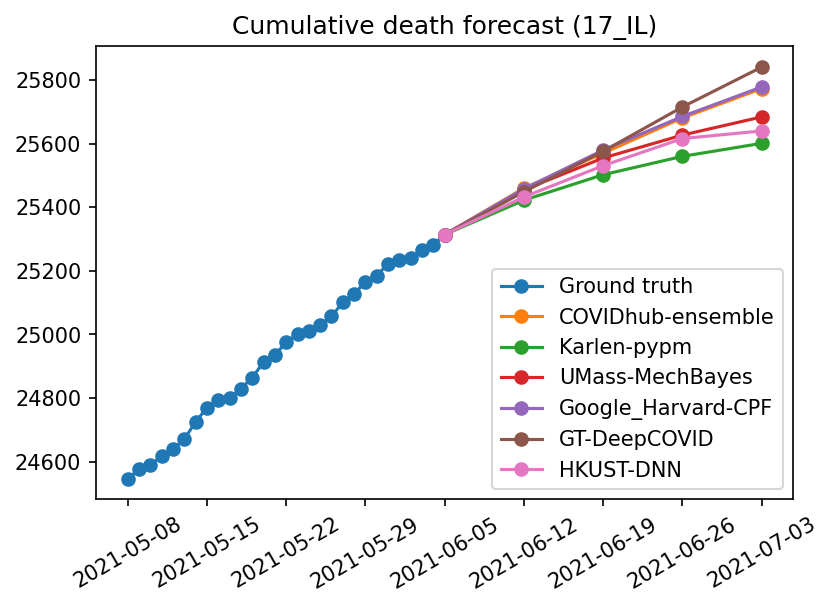 Cumulative death forecast (17_IL)
25800
25600
25400
25200
25000
24800
24600
Ground truth
COVIDhub-ensemble
Karlen-pypm
UMass-MechBayes
Google_Harvard-CPF
GT-DeepCOVID
HKUST-DNN
2021-05-08
2021-05-15
2021-05-22
2021-05-29
2021-06-05
2021-06-12
2021-06-19
2021-06-26
2021-07-03